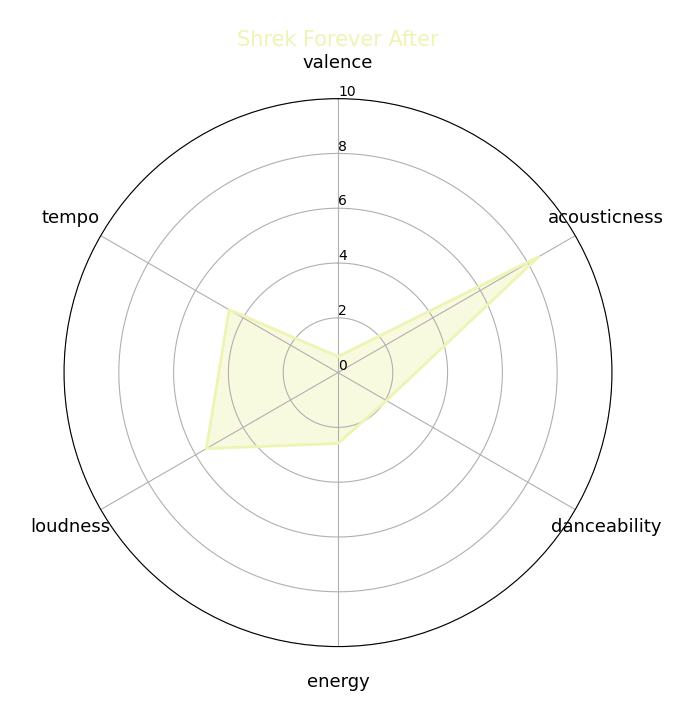 Shrek Forever After
valence
10
8
6
4
2
0
tempo
acousticness
loudness
danceability
energy